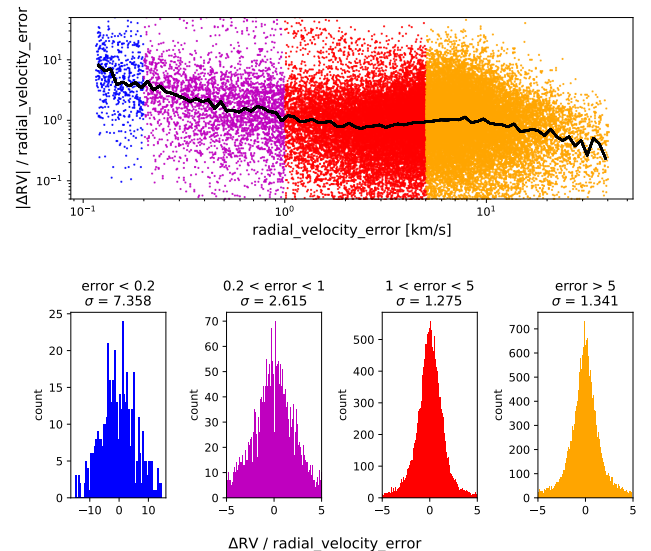 |ΔRV| / radial_velocity_error
10¹
10⁰
10⁻¹
10⁻¹ 10⁰ 10¹
radial_velocity_error [km/s]
error < 0.2
σ = 7.358
0.2 < error < 1
σ = 2.615
1 < error < 5
σ = 1.275
error > 5
σ = 1.341
count
25
20
15
10
5
0
−10 0 10
count
70
60
50
40
30
20
10
0
−5 0 5
count
500
400
300
200
100
0
−5 0 5
count
700
600
500
400
300
200
100
0
−5 0 5
ΔRV / radial_velocity_error